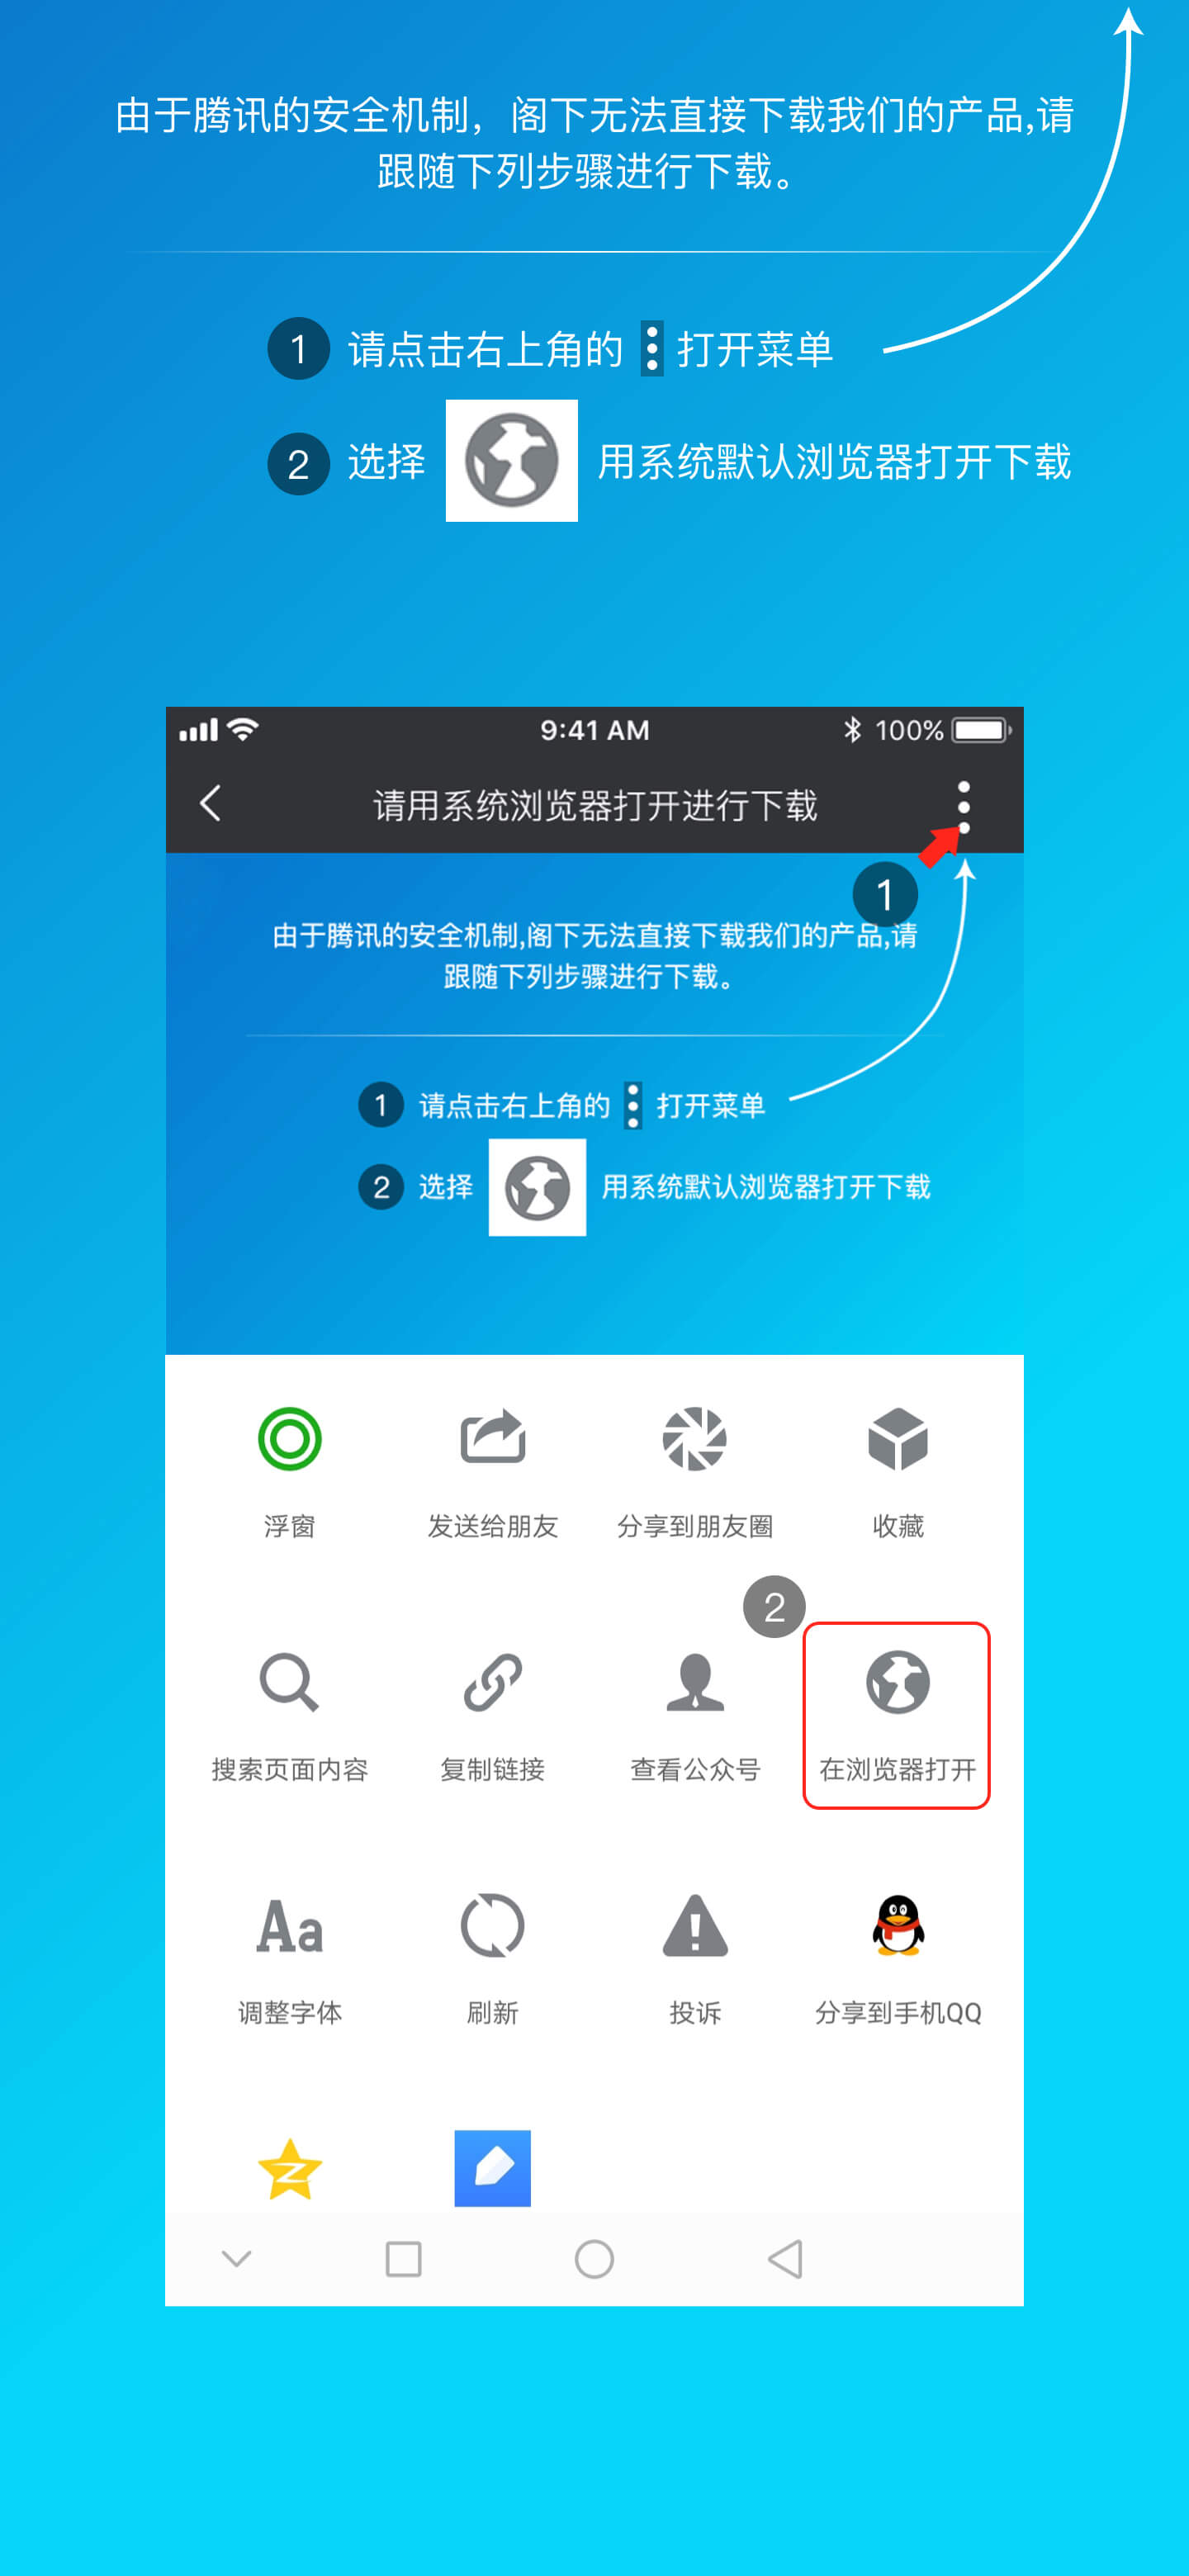 由于腾讯的安全机制，阁下无法直接下载我们的产品,请
跟随下列步骤进行下载。
1 请点击右上角的 打开菜单
2 选择 用系统默认浏览器打开下载
9:41 AM 100%
请用系统浏览器打开进行下载
1
由于腾讯的安全机制,阁下无法直接下载我们的产品,请
跟随下列步骤进行下载。
1 请点击右上角的 打开菜单
2 选择 用系统默认浏览器打开下载
浮窗 发送给朋友 分享到朋友圈 收藏
2
搜索页面内容 复制链接 查看公众号 在浏览器打开
Aa
调整字体 刷新 投诉 分享到手机QQ